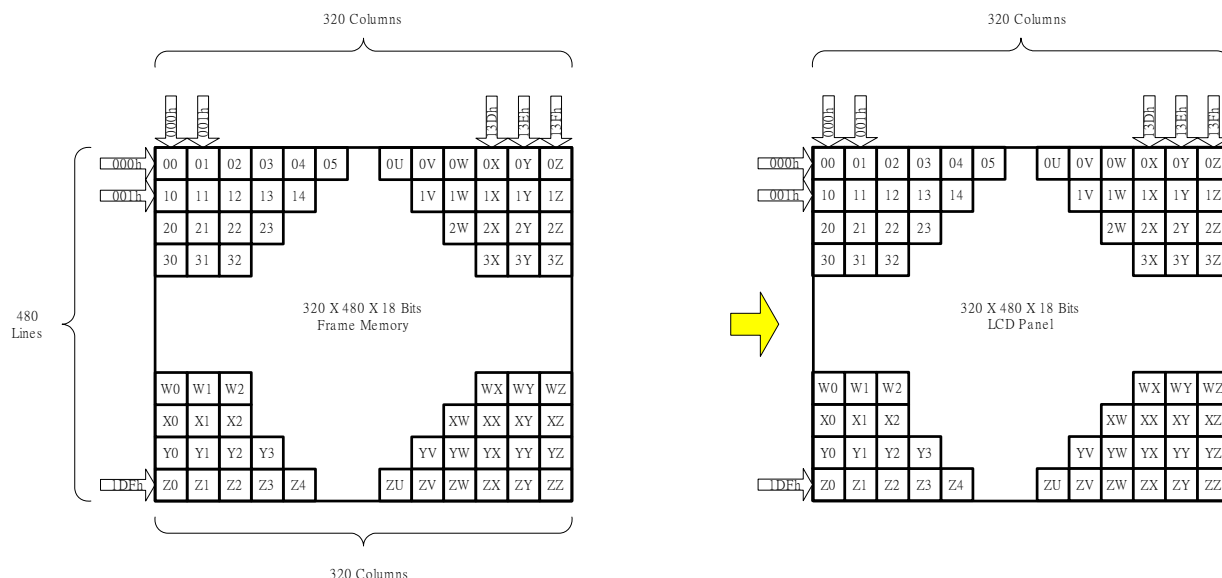 320 Columns 320 Columns
000h 001h 13Dh 13Eh 13Fh 000h 001h 13Dh 13Eh 13Fh
000h 00 01 02 03 04 05 0U 0V 0W 0X 0Y 0Z 000h 00 01 02 03 04 05 0U 0V 0W 0X 0Y 0Z
001h 10 11 12 13 14 1V 1W 1X 1Y 1Z 001h 10 11 12 13 14 1V 1W 1X 1Y 1Z
20 21 22 23 2W 2X 2Y 2Z 20 21 22 23 2W 2X 2Y 2Z
30 31 32 3X 3Y 3Z 30 31 32 3X 3Y 3Z
480
Lines
320 X 480 X 18 Bits
Frame Memory
320 X 480 X 18 Bits
LCD Panel
W0 W1 W2 WX WY WZ W0 W1 W2 WX WY WZ
X0 X1 X2 XW XX XY XZ X0 X1 X2 XW XX XY XZ
Y0 Y1 Y2 Y3 YV YW YX YY YZ Y0 Y1 Y2 Y3 YV YW YX YY YZ
1DFh Z0 Z1 Z2 Z3 Z4 ZU ZV ZW ZX ZY ZZ 1DFh Z0 Z1 Z2 Z3 Z4 ZU ZV ZW ZX ZY ZZ
320 Columns